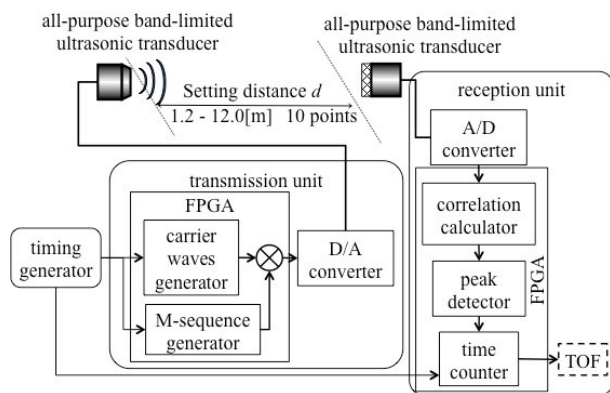 all-purpose band-limited
ultrasonic transducer
all-purpose band-limited
ultrasonic transducer
Setting distance d
1.2 - 12.0[m] 10 points
reception unit
A/D
converter
transmission unit
FPGA
carrier
waves
generator
D/A
converter
timing
generator
M-sequence
generator
correlation
calculator
peak
detector
FPGA
time
counter
TOF